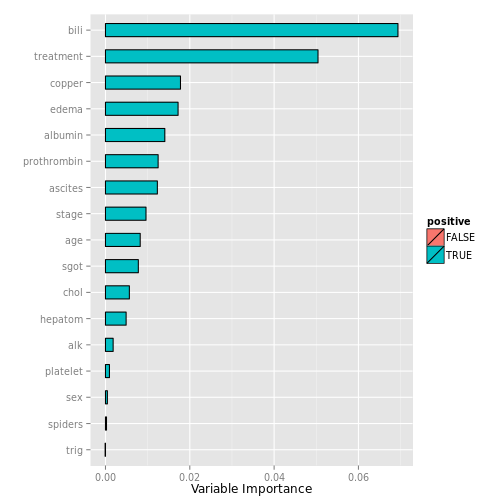 bili
treatment
copper
edema
albumin
prothrombin
ascites
stage
age
sgot
chol
hepatom
alk
platelet
sex
spiders
trig
0.00 0.02 0.04 0.06
Variable Importance
positive
FALSE
TRUE